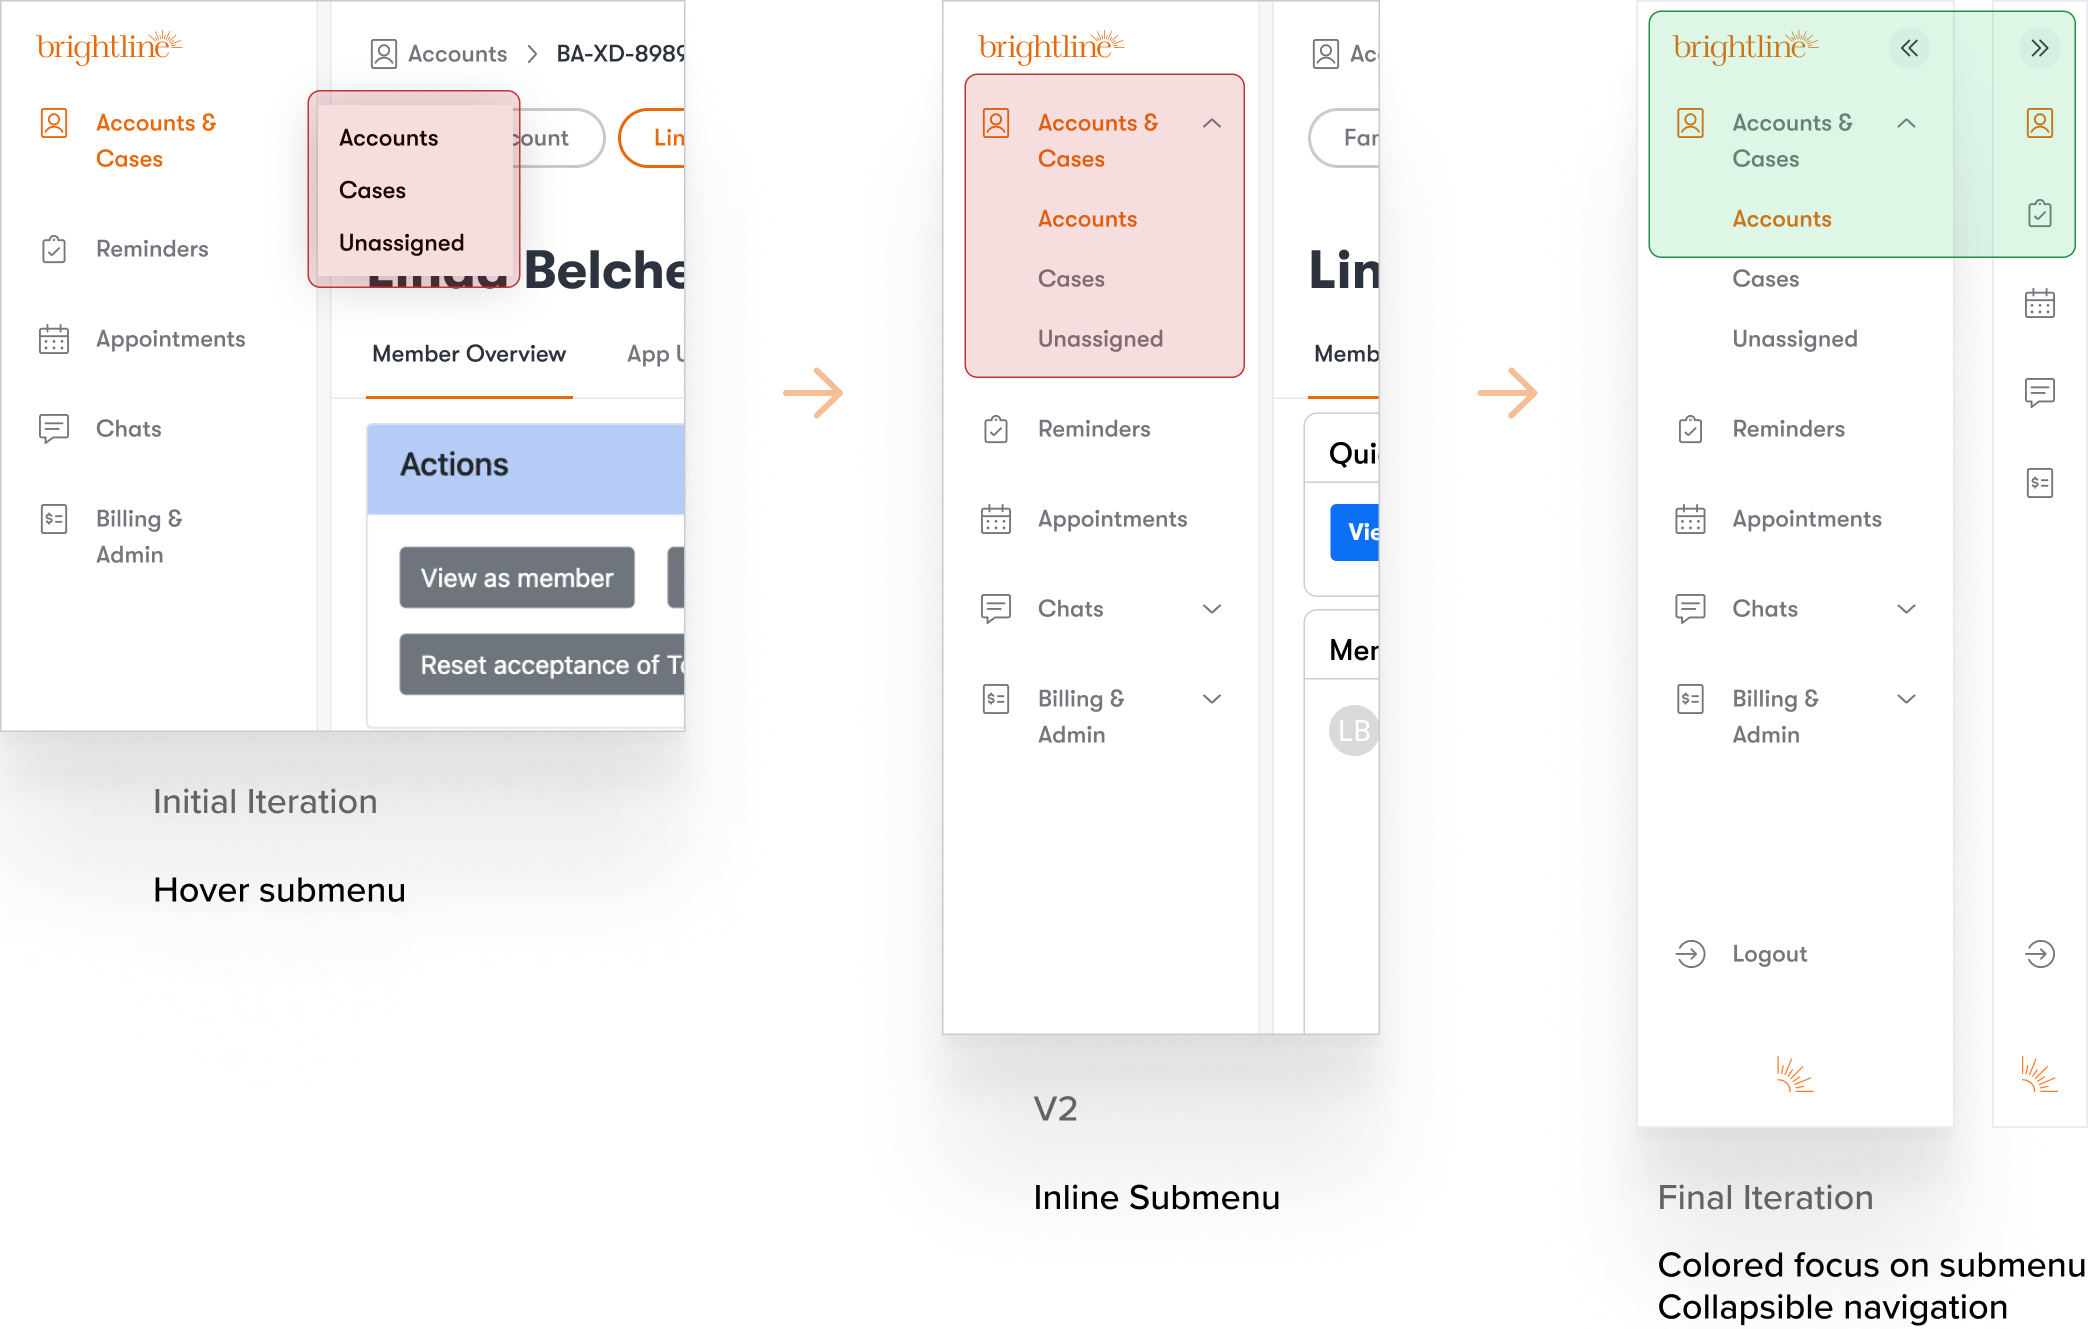 brightline
Accounts &
Cases
Reminders
Appointments
Chats
Billing &
Admin
Accounts > BA-XD-8989
Accounts
Cases
Unassigned
count
Lin
Linda Belche
Member Overview
App U
Actions
View as member
Reset acceptance of To
Initial Iteration
Hover submenu
brightline
Accounts &
Cases
Accounts
Cases
Unassigned
Reminders
Appointments
Chats
Billing &
Admin
Ac
Far
Lin
Memb
Qui
Vie
Mer
LB
V2
Inline Submenu
brightline
Accounts &
Cases
Accounts
Cases
Unassigned
Reminders
Appointments
Chats
Billing &
Admin
Logout
Final Iteration
Colored focus on submenu
Collapsible navigation